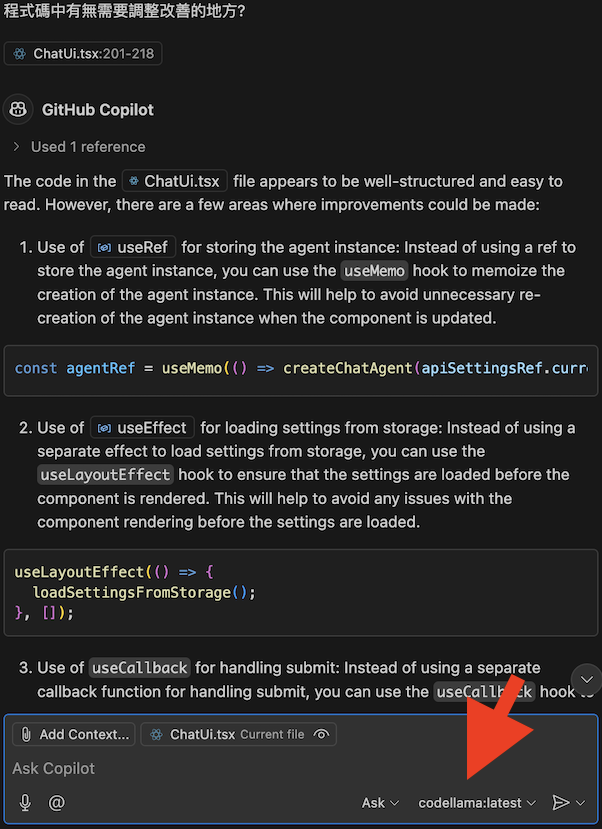 程式碼中有無需要調整改善的地方?
ChatUi.tsx:201-218
GitHub Copilot
Used 1 reference
The code in the ChatUi.tsx file appears to be well-structured and easy to
read. However, there are a few areas where improvements could be made:
1. Use of useRef for storing the agent instance: Instead of using a ref to
store the agent instance, you can use the useMemo hook to memoize the
creation of the agent instance. This will help to avoid unnecessary re-
creation of the agent instance when the component is updated.
const agentRef = useMemo(() => createChatAgent(apiSettingsRef.curre
2. Use of useEffect for loading settings from storage: Instead of using a
separate effect to load settings from storage, you can use the
useLayoutEffect hook to ensure that the settings are loaded before the
component is rendered. This will help to avoid any issues with the
component rendering before the settings are loaded.
useLayoutEffect(() => {
  loadSettingsFromStorage();
}, []);
3. Use of useCallback for handling submit: Instead of using a separate
callback function for handling submit, you can use the useCallback hook to
Add Context... ChatUi.tsx Current file
Ask Copilot
@ Ask codellama:latest